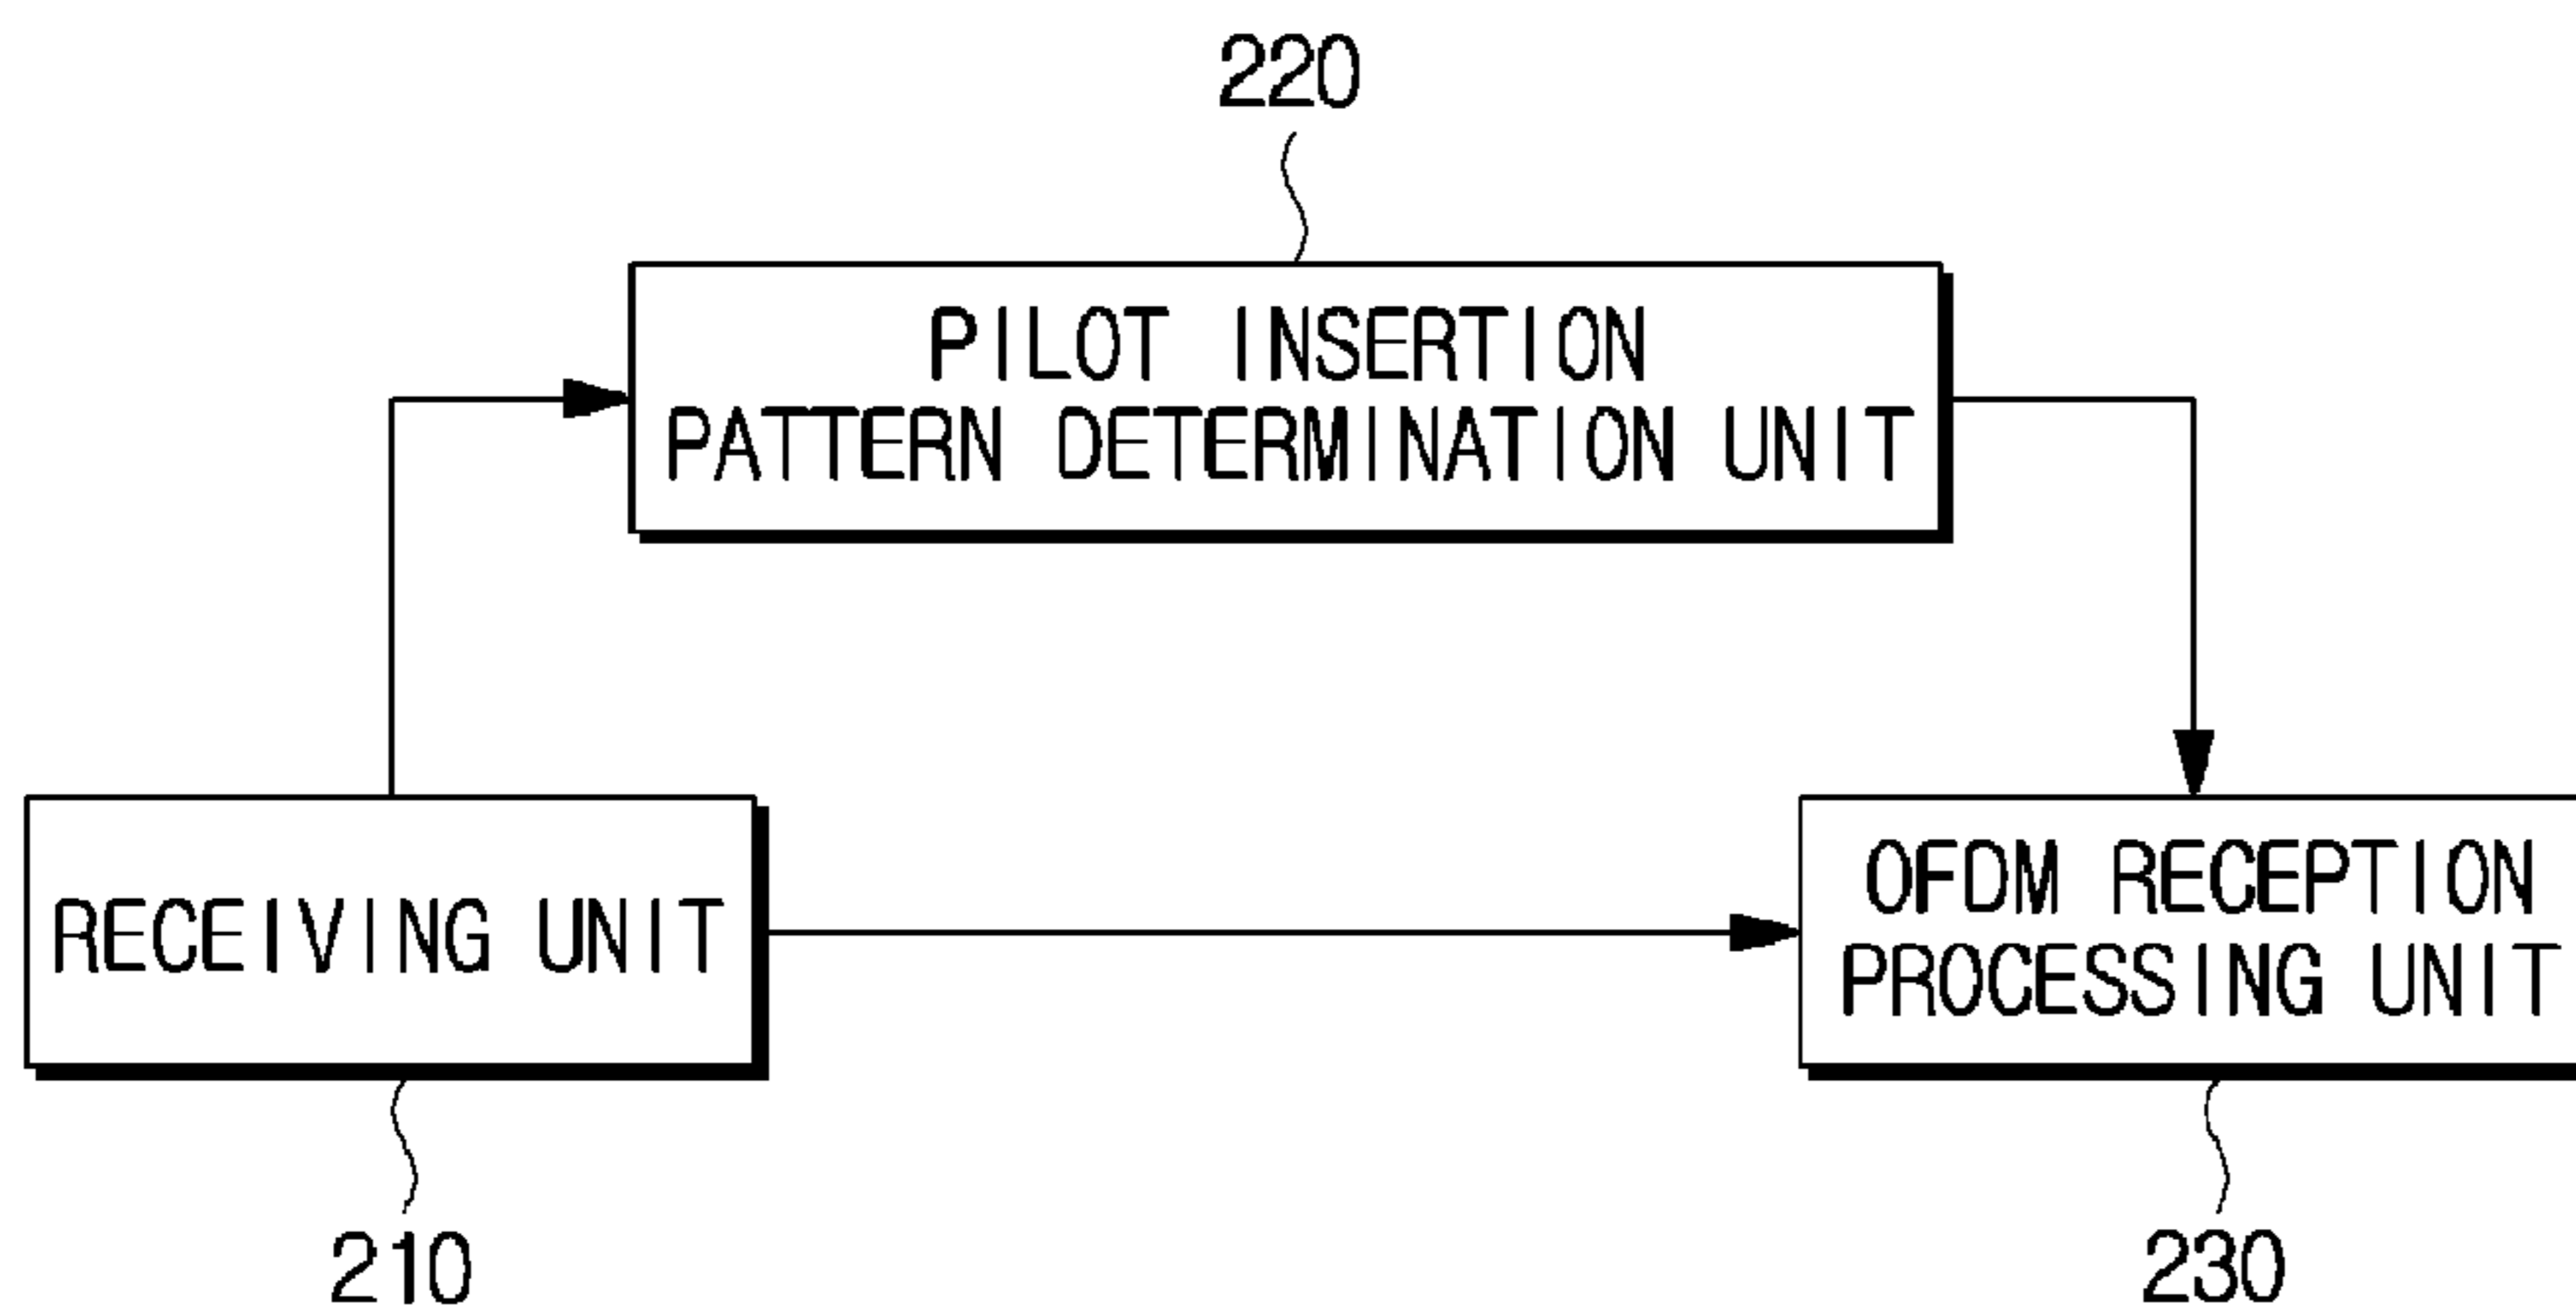 220
PILOT INSERTION
PATTERN DETERMINATION UNIT
RECEIVING UNIT
OFDM RECEPTION
PROCESSING UNIT
210
230